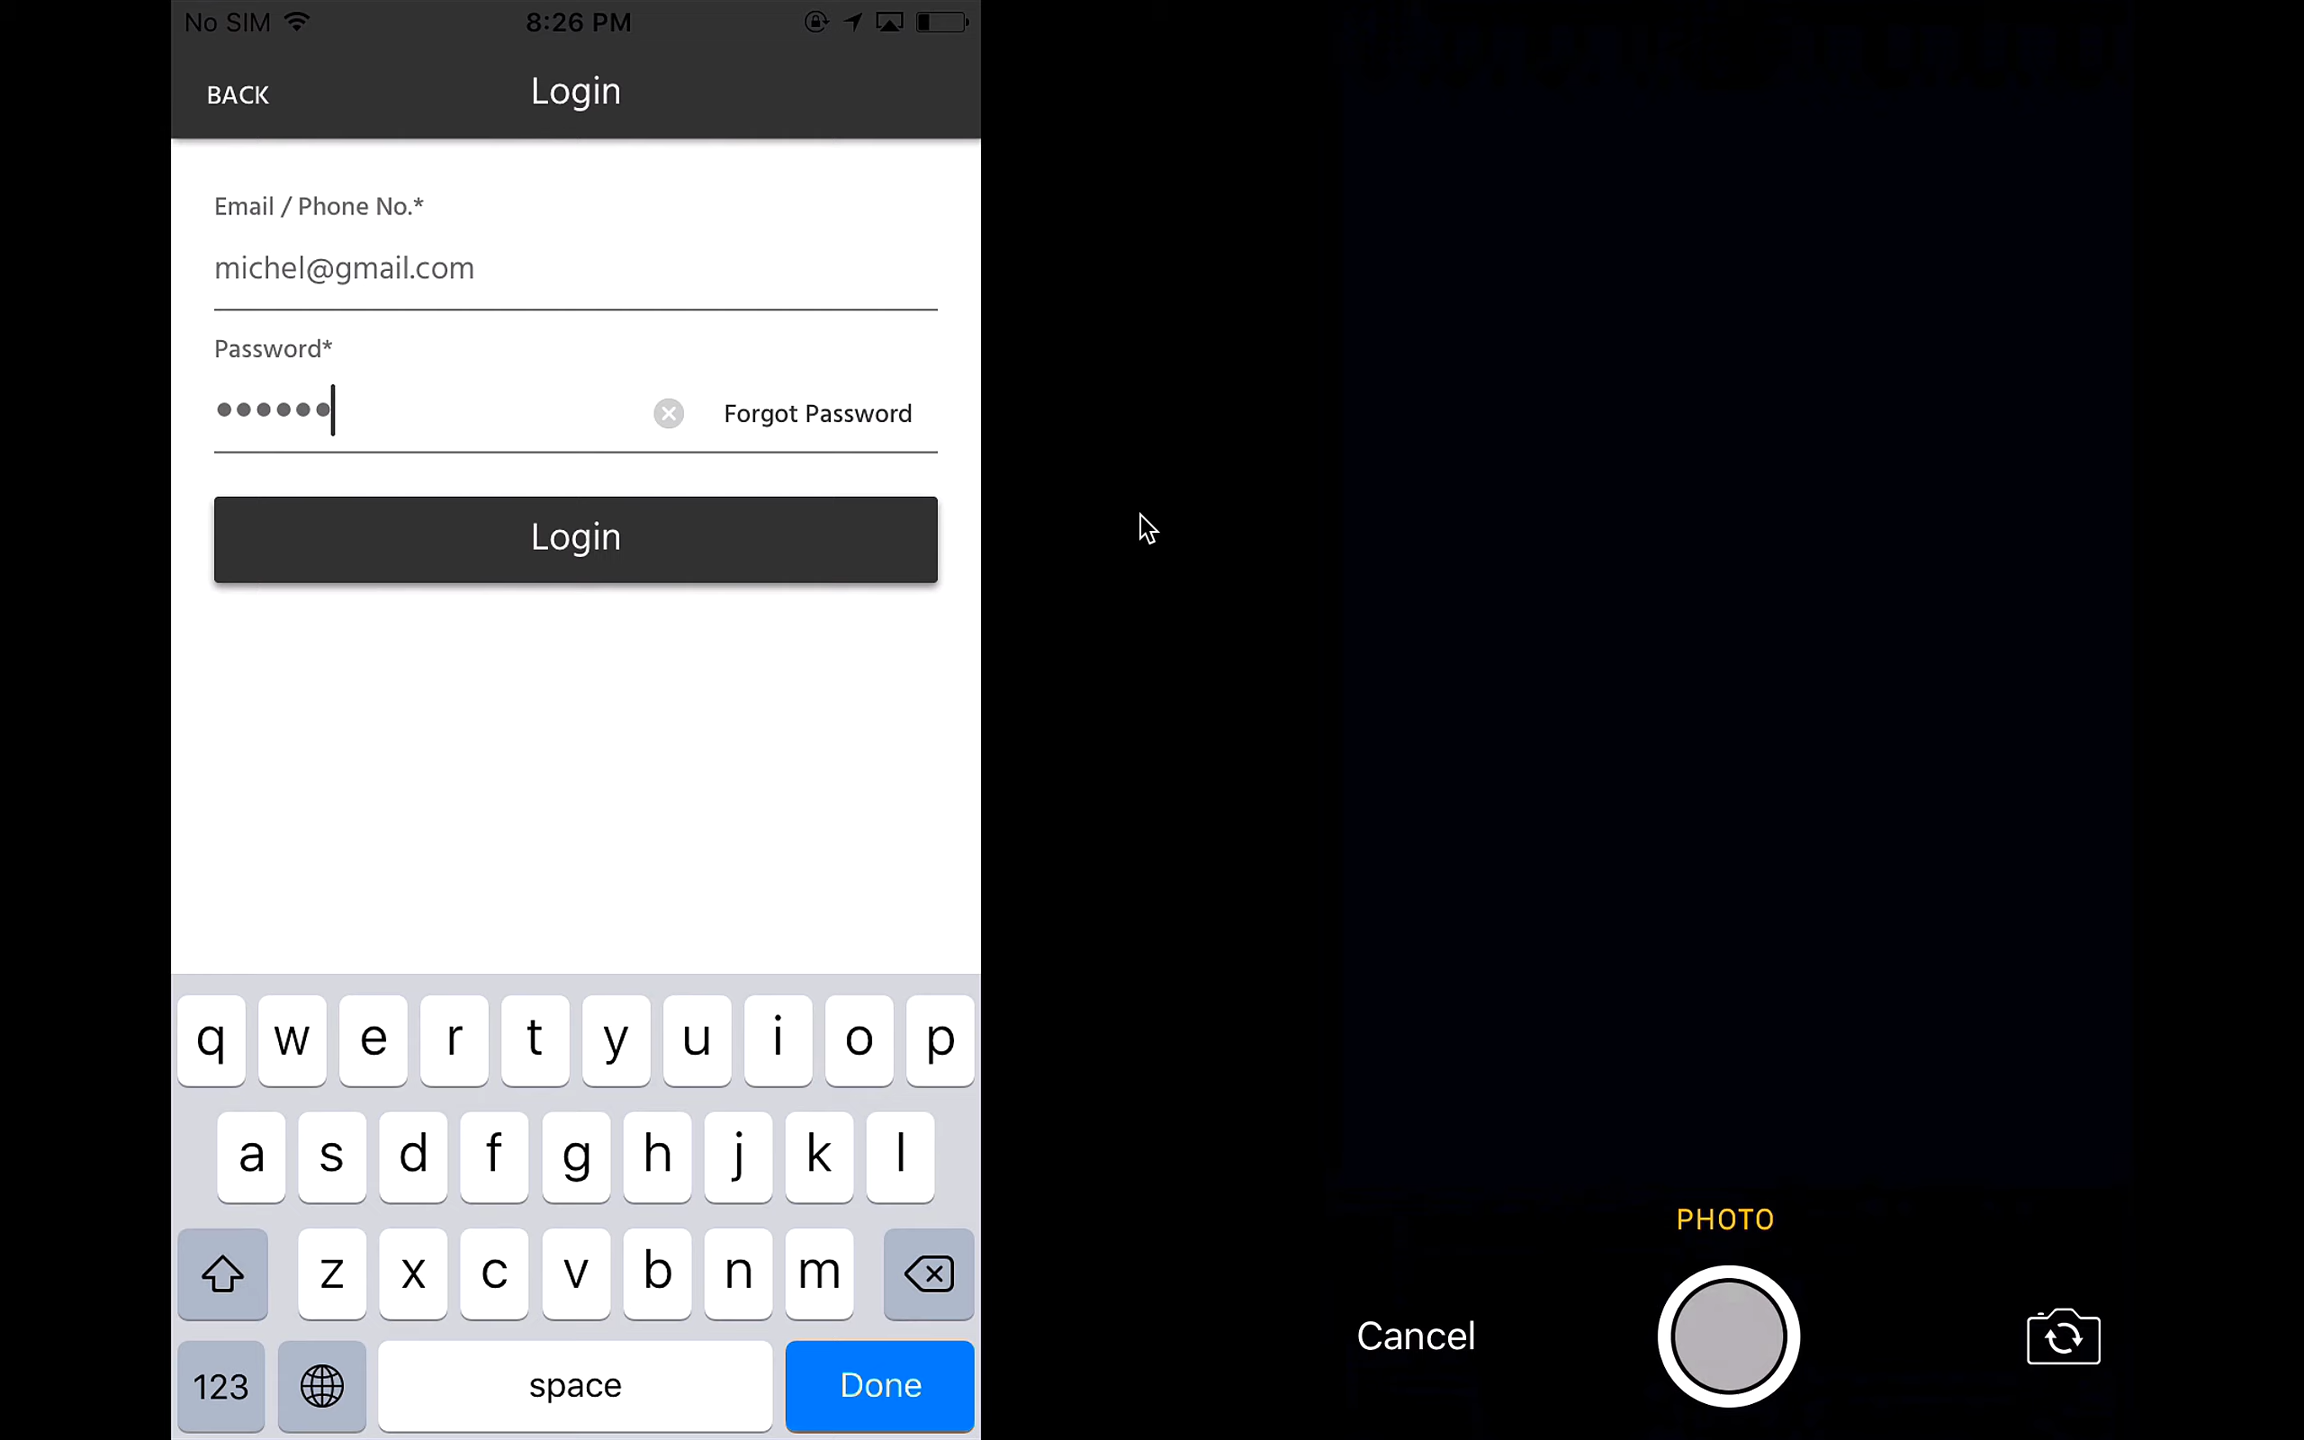 No SIM 8:26 PM
BACK Login
Email / Phone No.*
michel@gmail.com
Password*
Forgot Password
Login
q w e r t y u i o p
a s d f g h j k l
z x c v b n m
123 space Done
PHOTO
Cancel